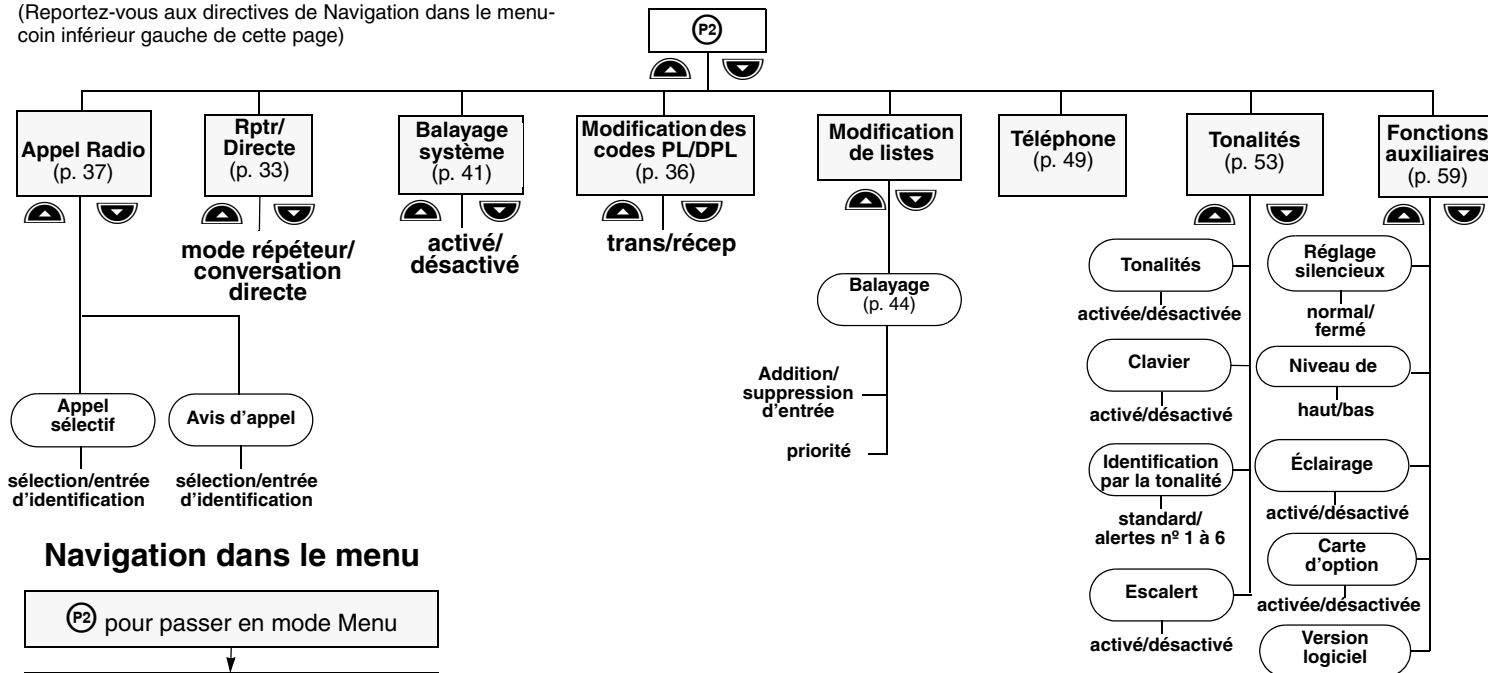 (Reportez-vous aux directives de Navigation dans le menu-
coin inférieur gauche de cette page)
P2
Appel Radio
(p. 37)
Rptr/
Directe
(p. 33)
mode répéteur/
conversation
directe
Balayage
système
(p. 41)
activé/
désactivé
Modification des
codes PL/DPL
(p. 36)
trans/récep
Modification
de listes
Téléphone
(p. 49)
Tonalités
(p. 53)
Fonctions
auxiliaires
(p. 59)
Appel
sélectif
sélection/entrée
d'identification
Avis d'appel
sélection/entrée
d'identification
Balayage
(p. 44)
Addition/
suppression
d'entrée
priorité
Tonalités
activée/désactivée
Clavier
activé/désactivé
Identification
par la tonalité
standard/
alertes nº 1 à 6
Escalert
activé/désactivé
Réglage
silencieux
normal/
fermé
Niveau de
haut/bas
Éclairage
activé/désactivé
Carte
d'option
activée/désactivée
Version
logiciel
Navigation dans le menu
P2 pour passer en mode Menu